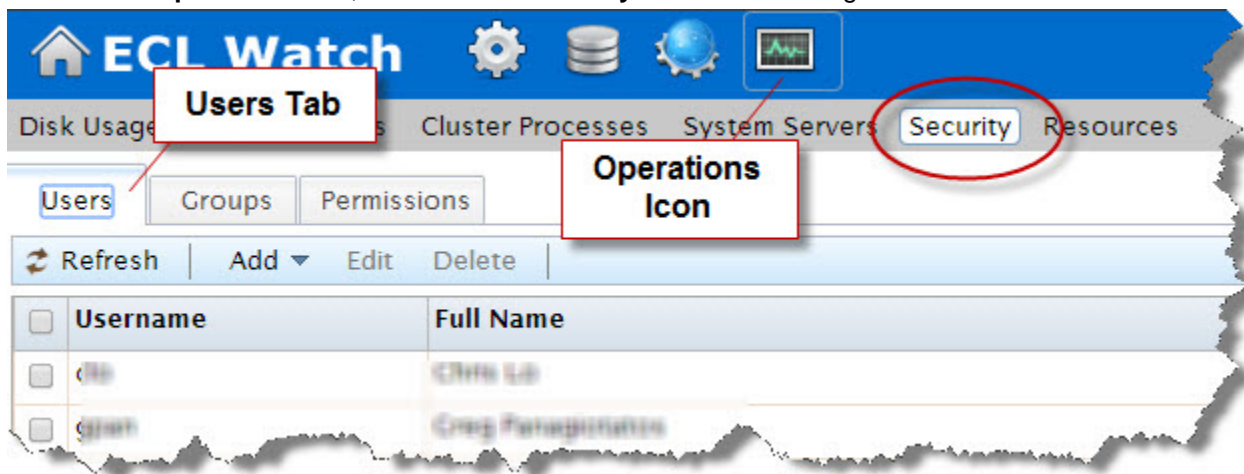 ECL Watch
Users Tab
Disk Usage Cluster Processes System Servers Security Resources
Operations
Icon
Users Groups Permissions
Refresh Add Edit Delete
Username Full Name